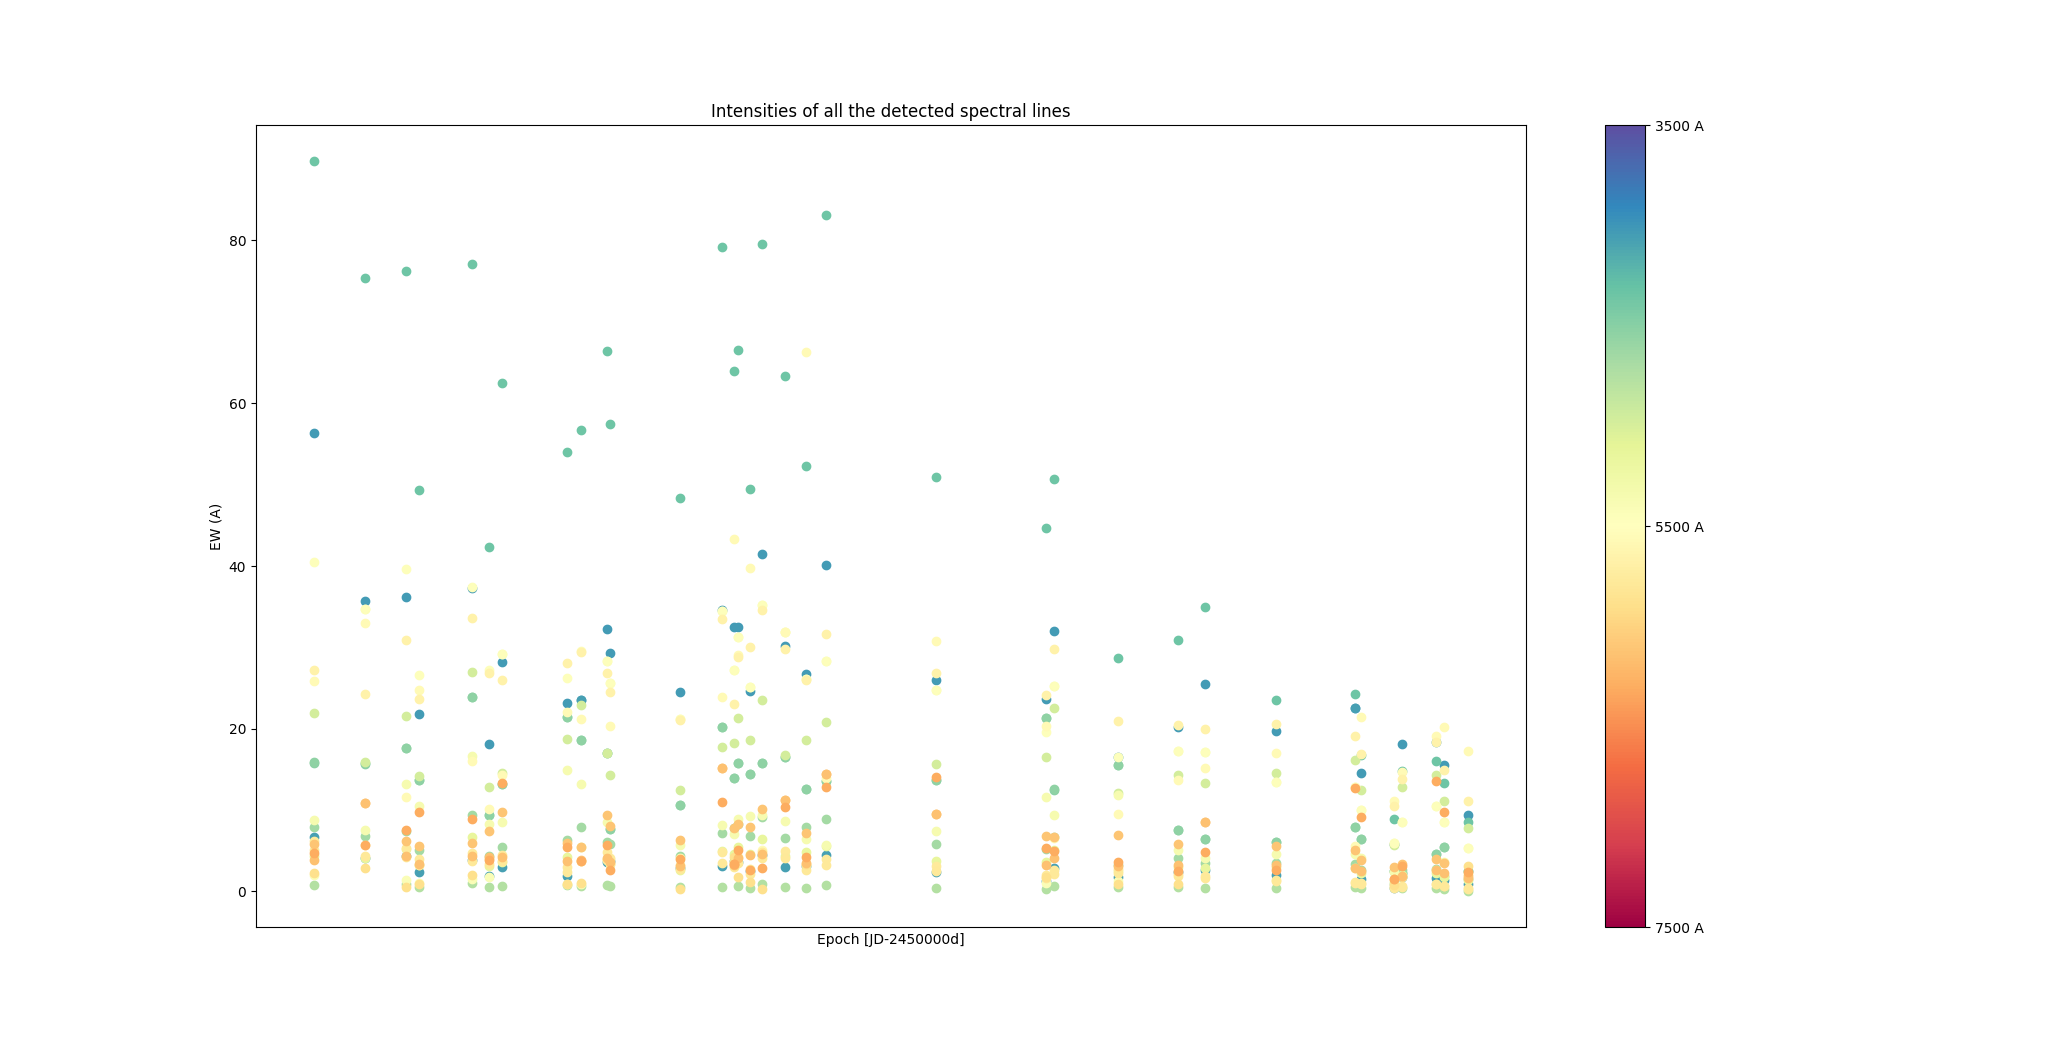 Intensities of all the detected spectral lines
3500 A
80
60
EW (A)
5500 A
40
20
0
7500 A
Epoch [JD-2450000d]